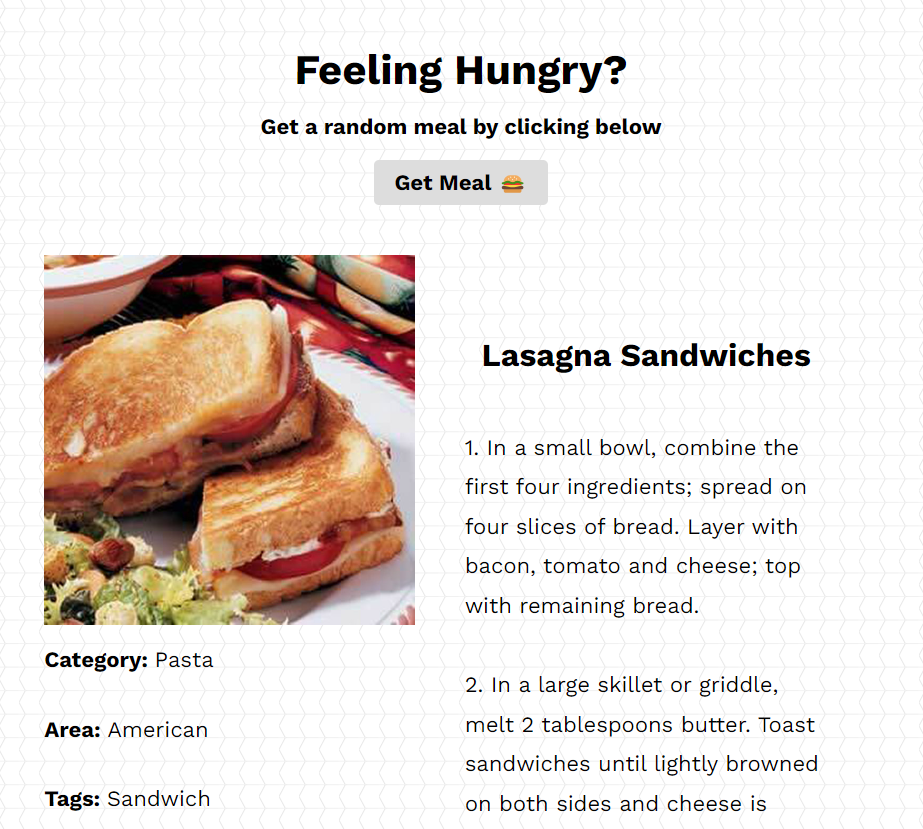 Feeling Hungry?
Get a random meal by clicking below
Get Meal 🍔
Lasagna Sandwiches
1. In a small bowl, combine the
first four ingredients; spread on
four slices of bread. Layer with
bacon, tomato and cheese; top
with remaining bread.
2. In a large skillet or griddle,
melt 2 tablespoons butter. Toast
sandwiches until lightly browned
on both sides and cheese is
Category: Pasta
Area: American
Tags: Sandwich